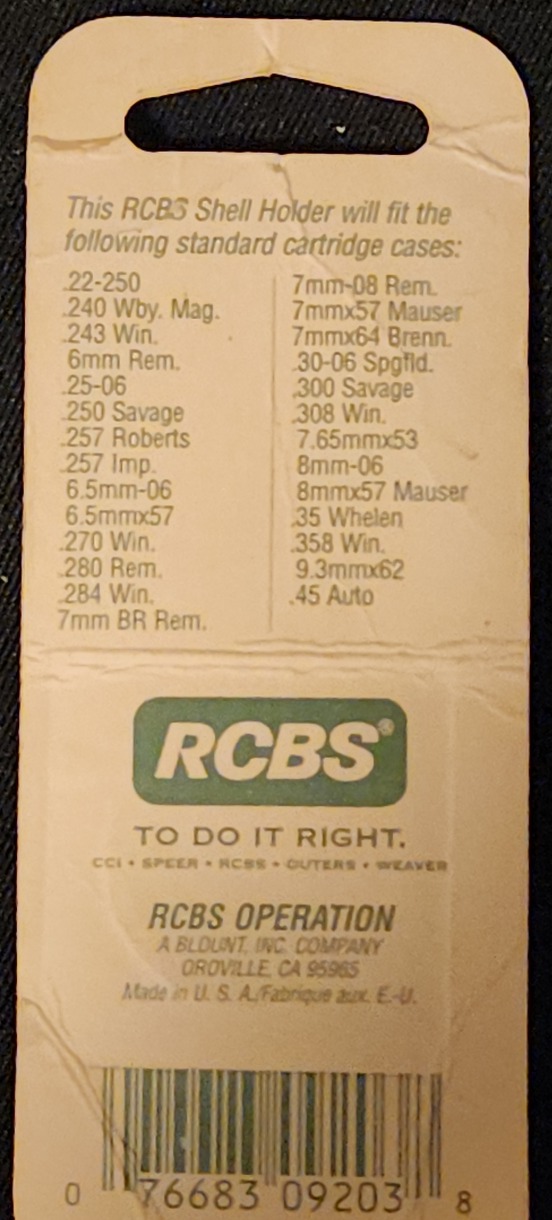 This RCBS Shell Holder will fit the
following standard cartridge cases:
.22-250
.240 Wby. Mag.
.243 Win.
6mm Rem.
.25-06
.250 Savage
.257 Roberts
.257 Imp.
6.5mm-06
6.5mmx57
.270 Win.
.280 Rem.
.284 Win.
7mm BR Rem.
7mm-08 Rem.
7mmx57 Mauser
7mmx64 Brenn.
.30-06 Spgfld.
.300 Savage
.308 Win.
7.65mmx53
8mm-06
8mmx57 Mauser
.35 Whelen
.358 Win.
9.3mmx62
.45 Auto
RCBS®
TO DO IT RIGHT.
CCI • SPEER • RCBS • OUTERS • WEAVER
RCBS OPERATION
A BLOUNT, INC. COMPANY
OROVILLE, CA 95965
Made in U. S. A./Fabrique aux. E.-U.
0 76683 09203 8